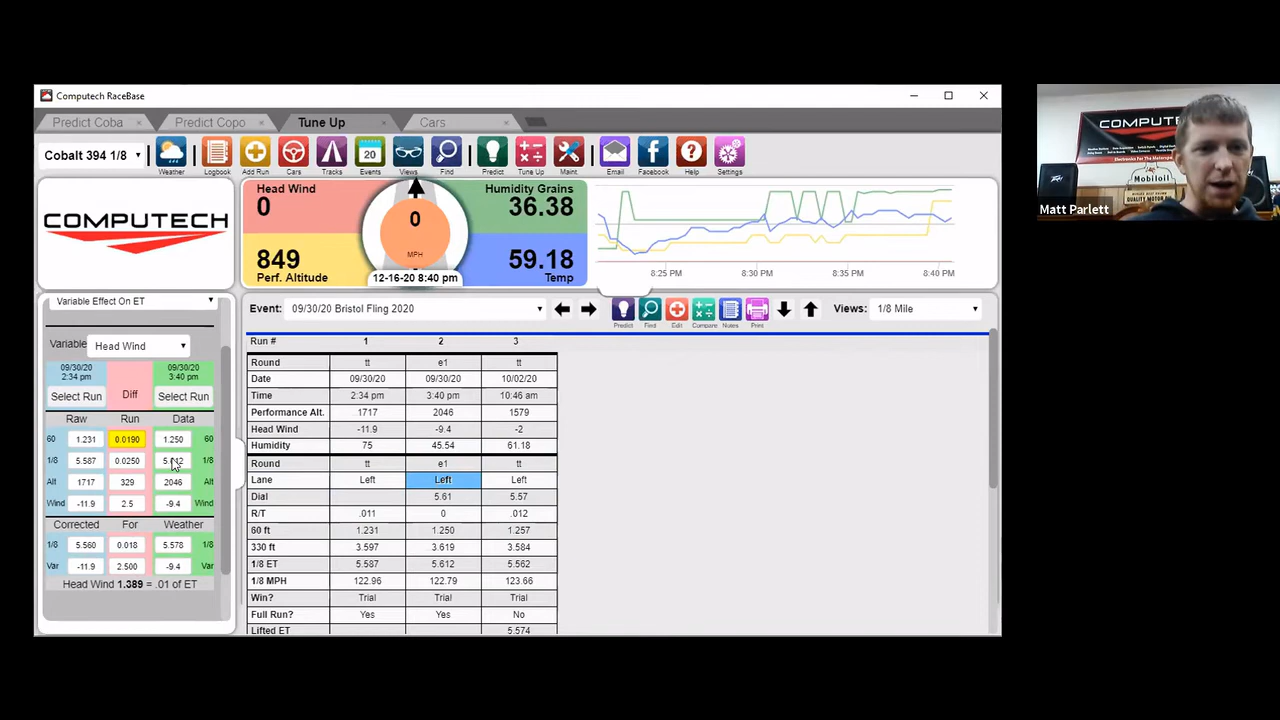 Computech RaceBase
Predict Coba × Predict Copo × Tune Up × Cars ×
Cobalt 394 1/8
Weather Logbook Add Run Cars Tracks Events Views Find Predict Tune Up Maint Email Facebook Help Settings
20
COMPUTECH
Head Wind
0
Humidity Grains
36.38
0
MPH
849
Perf. Altitude
59.18
Temp
12-16-20 8:40 pm
8:25 PM 8:30 PM 8:35 PM 8:40 PM
Variable Effect On ET
Variable Head Wind
09/30/20 2:34 pm
09/30/20 3:40 pm
Select Run Diff Select Run
Raw Run Data
60 1.231 0.0190 1.250 60
1/8 5.587 0.0250 1/8
Alt 1717 329 2046 Alt
Wind -11.9 2.5 -9.4 Wind
Corrected For Weather
1/8 5.560 0.018 5.578 1/8
Var -11.9 2.500 -9.4 Var
Head Wind 1.389 = .01 of ET
Event: 09/30/20 Bristol Fling 2020
Predict Find Edit Compare Notes Print
Views: 1/8 Mile
Run # 1 2 3
Round tt e1 tt
Date 09/30/20 09/30/20 10/02/20
Time 2:34 pm 3:40 pm 10:46 am
Performance Alt. 1717 2046 1579
Head Wind -11.9 -9.4 -2
Humidity 75 45.54 61.18
Round tt e1 tt
Lane Left Left Left
Dial 5.61 5.57
R/T .011 0 .012
60 ft 1.231 1.250 1.257
330 ft 3.597 3.619 3.584
1/8 ET 5.587 5.612 5.562
1/8 MPH 122.96 122.79 123.66
Win? Trial Trial Trial
Full Run? Yes Yes No
Lifted ET 5.574
COMPUTEC
Mobiloil
PEAVEY
Matt Parlett